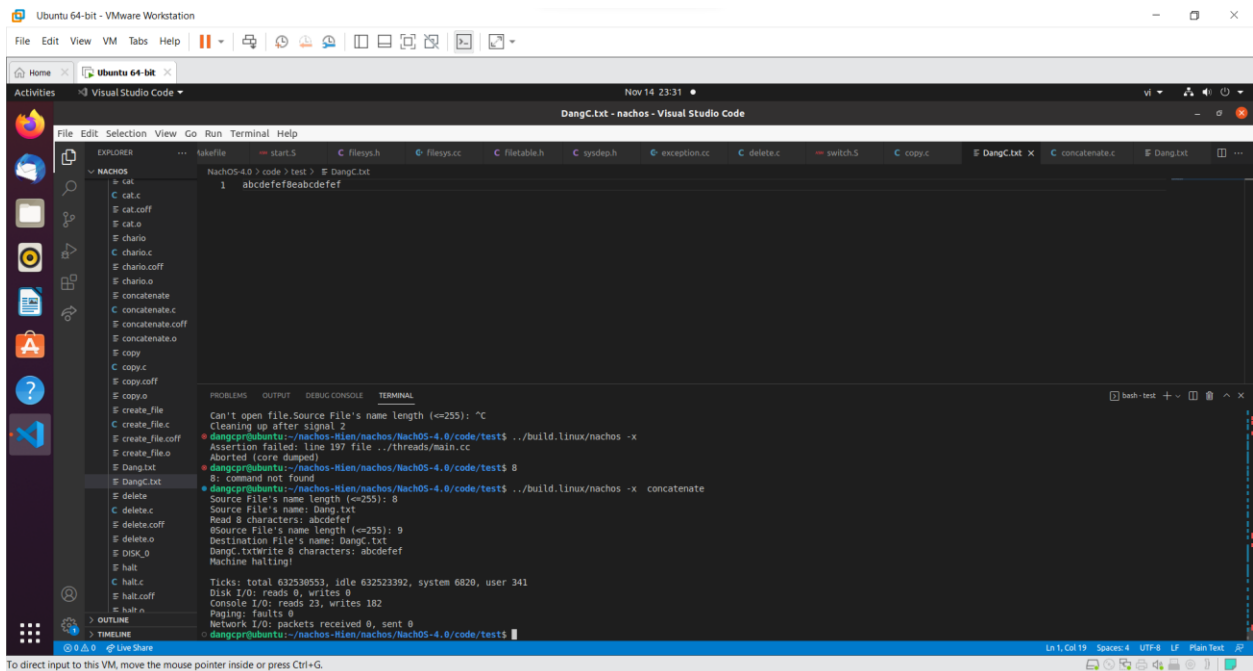 Ubuntu 64-bit - VMware Workstation
File Edit View VM Tabs Help
Home Ubuntu 64-bit
Activities Visual Studio Code Nov 14 23:31 vi
DangC.txt - nachos - Visual Studio Code
File Edit Selection View Go Run Terminal Help
EXPLORER ··· Makefile start.S filesys.h filesys.cc filetable.h sysdep.h exception.cc delete.c switch.S copy.c DangC.txt concatenate.c Dang.txt
NACHOS
NachOS-4.0 > code > test > DangC.txt
1 abcdefef8eabcdefef
cat
cat.c
cat.coff
cat.o
chario
chario.c
chario.coff
chario.o
concatenate
concatenate.c
concatenate.coff
concatenate.o
copy
copy.c
copy.coff
copy.o
create_file
create_file.c
create_file.coff
create_file.o
Dang.txt
DangC.txt
delete
delete.c
delete.coff
delete.o
DISK_0
halt
halt.c
halt.coff
halt.o
OUTLINE
TIMELINE
PROBLEMS OUTPUT DEBUG CONSOLE TERMINAL bash - test
Can't open file.Source File's name length (<=255): ^C
Cleaning up after signal 2
dangcpr@ubuntu:~/nachos-Hien/nachos/NachOS-4.0/code/test$ ../build.linux/nachos -x
Assertion failed: line 197 file ../threads/main.cc
Aborted (core dumped)
dangcpr@ubuntu:~/nachos-Hien/nachos/NachOS-4.0/code/test$ 8
8: command not found
dangcpr@ubuntu:~/nachos-Hien/nachos/NachOS-4.0/code/test$ ../build.linux/nachos -x concatenate
Source File's name length (<=255): 8
Source File's name: Dang.txt
Read 8 characters: abcdefef
0Source File's name length (<=255): 9
Destination File's name: DangC.txt
DangC.txtWrite 8 characters: abcdefef
Machine halting!
Ticks: total 632530553, idle 632523392, system 6820, user 341
Disk I/O: reads 0, writes 0
Console I/O: reads 23, writes 182
Paging: faults 0
Network I/O: packets received 0, sent 0
dangcpr@ubuntu:~/nachos-Hien/nachos/NachOS-4.0/code/test$
0 0 Live Share Ln 1, Col 19 Spaces: 4 UTF-8 LF Plain Text
To direct input to this VM, move the mouse pointer inside or press Ctrl+G.